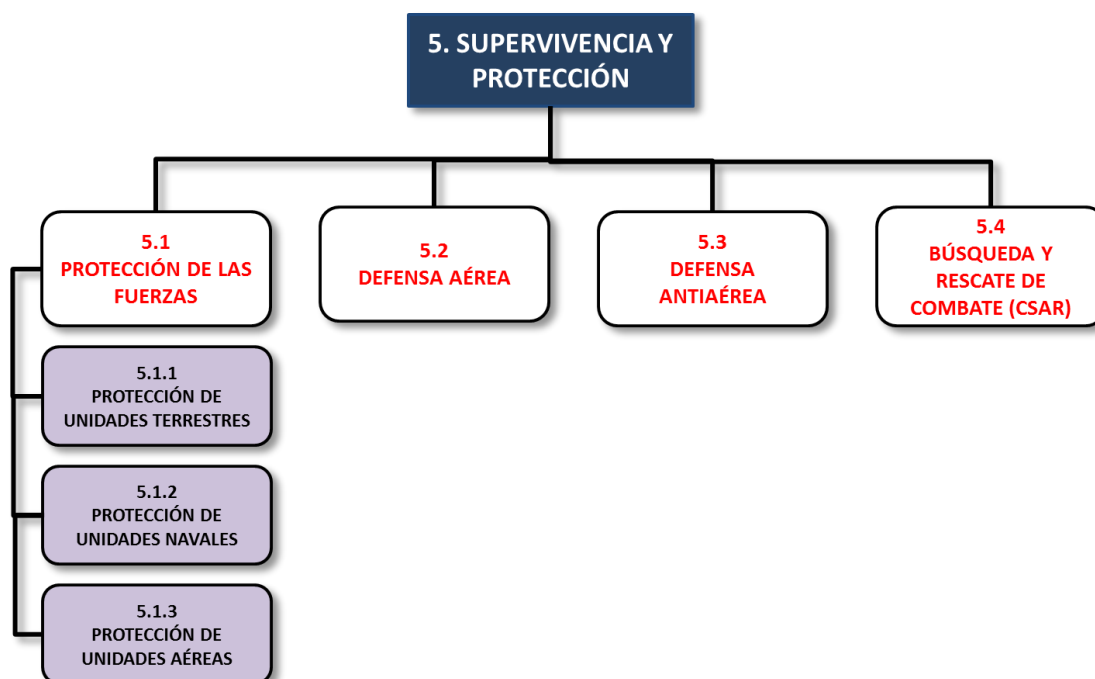 5. SUPERVIVENCIA Y
PROTECCIÓN
5.1
PROTECCIÓN DE LAS
FUERZAS
5.2
DEFENSA AÉREA
5.3
DEFENSA
ANTIAÉREA
5.4
BÚSQUEDA Y
RESCATE DE
COMBATE (CSAR)
5.1.1
PROTECCIÓN DE
UNIDADES TERRESTRES
5.1.2
PROTECCIÓN DE
UNIDADES NAVALES
5.1.3
PROTECCIÓN DE
UNIDADES AÉREAS